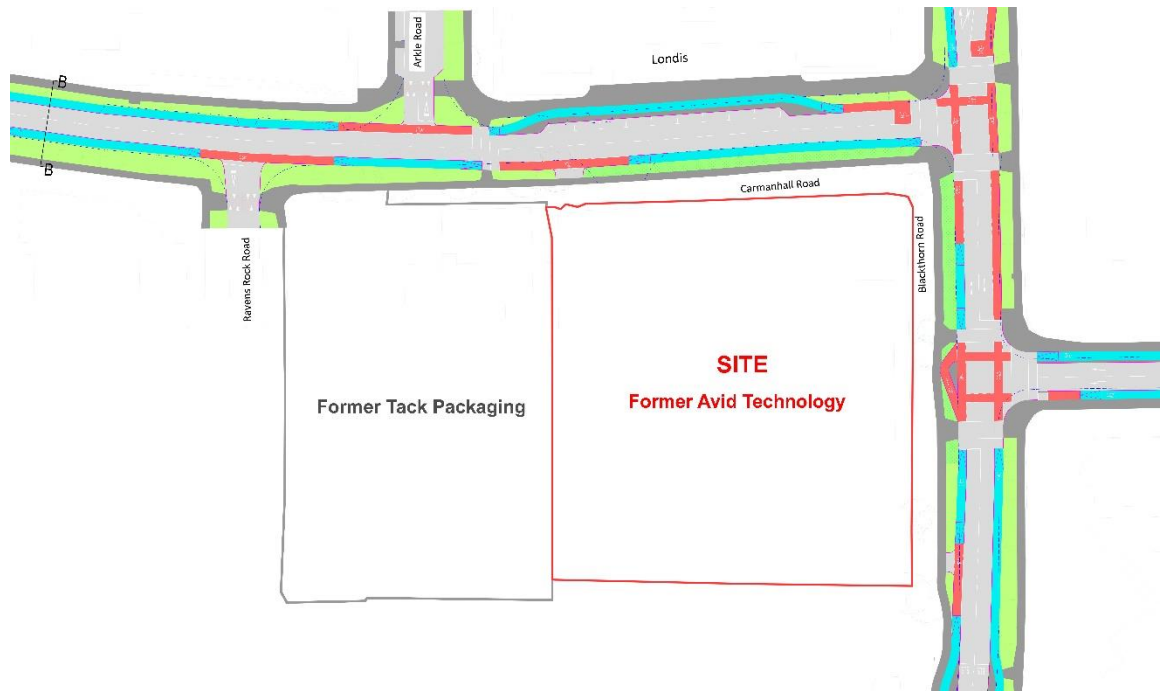 Arkle Road
Londis
B
B
Carmanhall Road
Ravens Rock Road
Blackthorn Road
SITE
Former Avid Technology
Former Tack Packaging